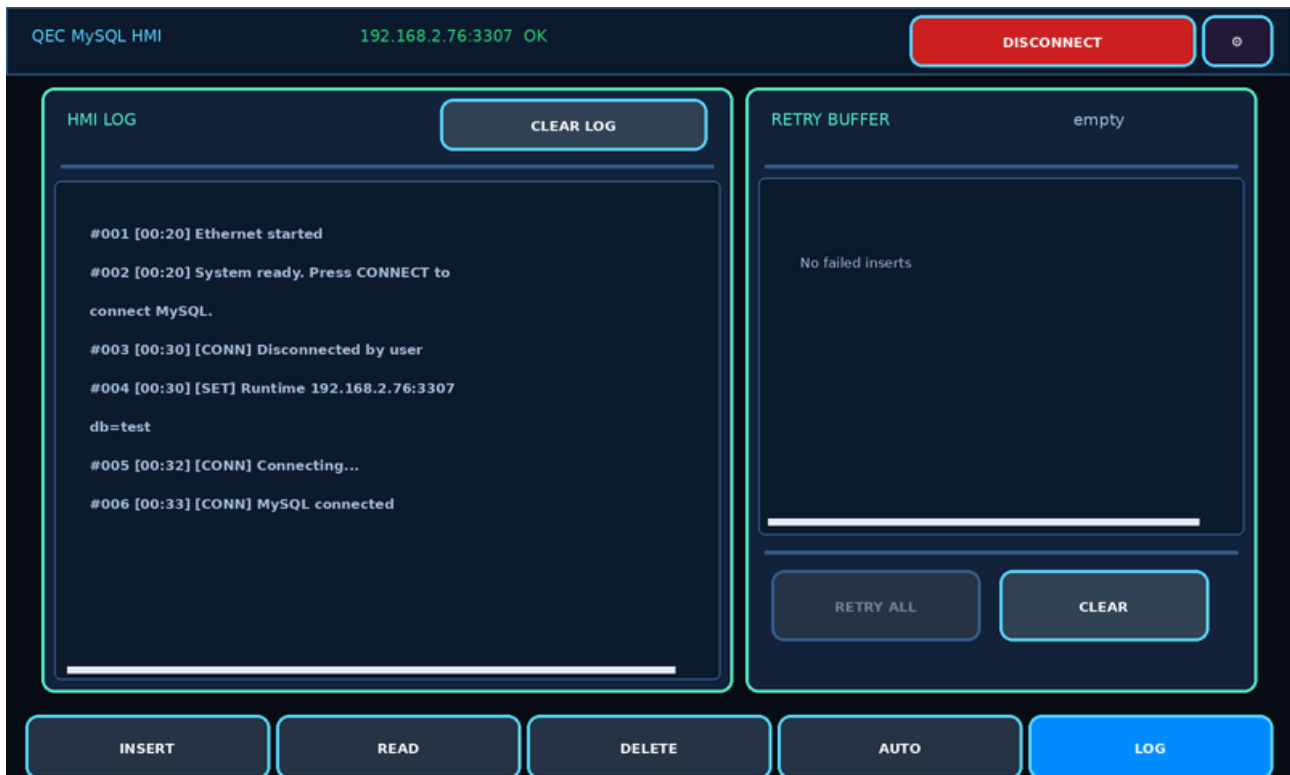 QEC MySQL HMI
192.168.2.76:3307 OK
DISCONNECT
HMI LOG
CLEAR LOG
#001 [00:20] Ethernet started
#002 [00:20] System ready. Press CONNECT to
connect MySQL.
#003 [00:30] [CONN] Disconnected by user
#004 [00:30] [SET] Runtime 192.168.2.76:3307
db=test
#005 [00:32] [CONN] Connecting...
#006 [00:33] [CONN] MySQL connected
RETRY BUFFER
empty
No failed inserts
RETRY ALL
CLEAR
INSERT
READ
DELETE
AUTO
LOG